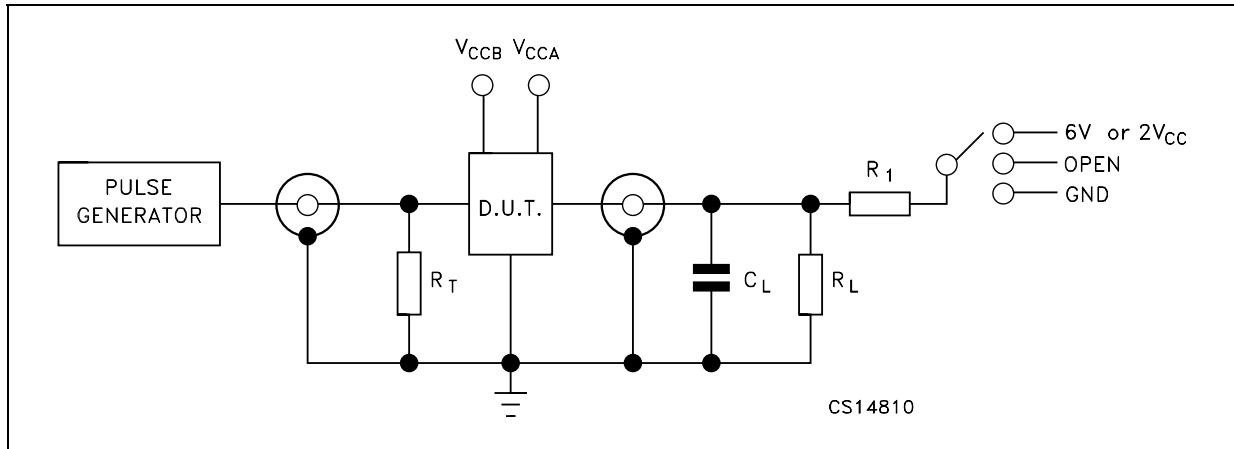 VCCB VCCA
PULSE
GENERATOR
D.U.T.
RT
CL
RL
R1
6V or 2VCC
OPEN
GND
CS14810